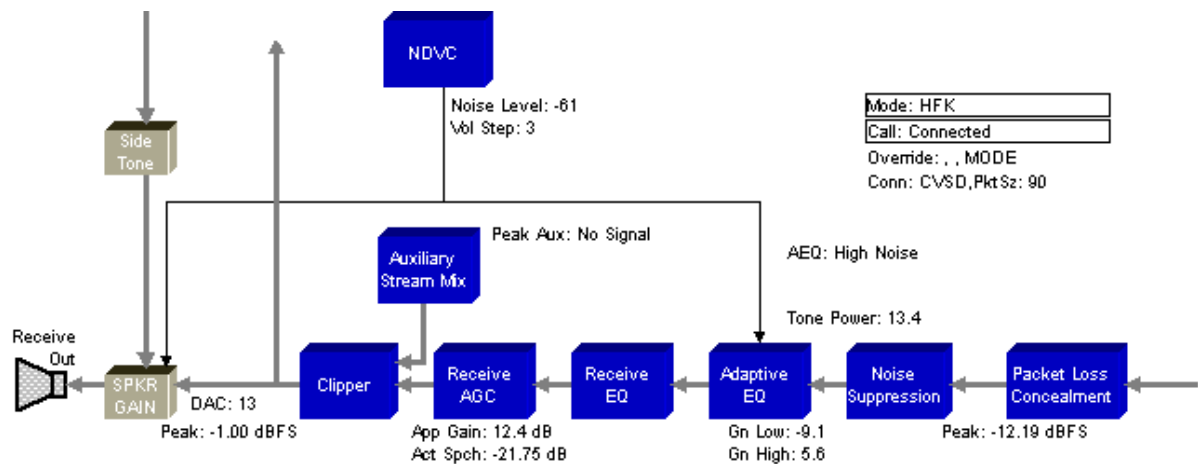 NDVC
Noise Level: -61
Vol Step: 3
Mode: HFK
Call: Connected
Override: , , MODE
Conn: CVSD,PktSz: 90
Side
Tone
Peak Aux: No Signal
Auxiliary
Stream Mix
AEQ: High Noise
Tone Power: 13.4
Receive
Out
SPKR
GAIN
DAC: 13
Peak: -1.00 dBFS
Clipper
Receive
AGC
App Gain: 12.4 dB
Act Spch: -21.75 dB
Receive
EQ
Adaptive
EQ
Gn Low: -9.1
Gn High: 5.6
Noise
Suppression
Peak: -12.19 dBFS
Packet Loss
Concealment